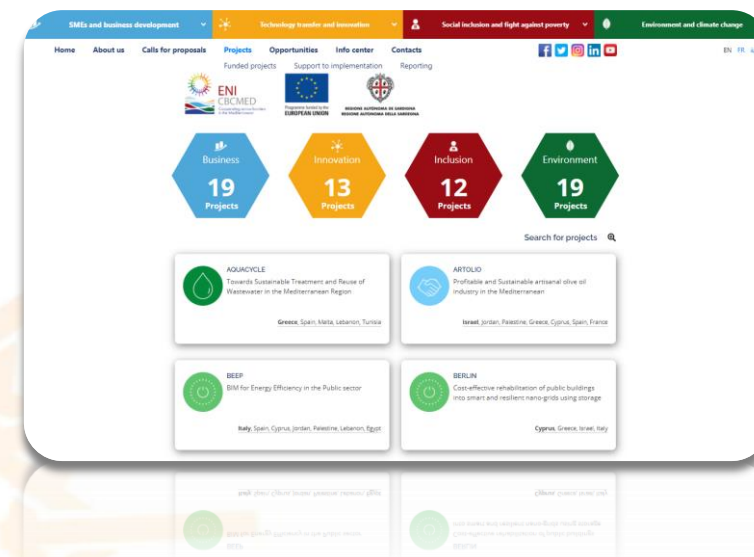 SMEs and business development
Technology transfer and innovation
Social inclusion and fight against poverty
Environment and climate change
Home About us Calls for proposals Projects Opportunities Info center Contacts
EN FR
Funded projects Support to implementation Reporting
ENI
CBCMED
Cooperating across borders
in the Mediterranean
Programme funded by the
EUROPEAN UNION
REGIONE AUTÒNOMA DE SARDIGNA
REGIONE AUTONOMA DELLA SARDEGNA
Business
19
Projects
Innovation
13
Projects
Inclusion
12
Projects
Environment
19
Projects
Search for projects
AQUACYCLE
Towards Sustainable Treatment and Reuse of
Wastewater in the Mediterranean Region
Greece, Spain, Malta, Lebanon, Tunisia
ARTOLIO
Profitable and Sustainable artisanal olive oil
industry in the Mediterranean
Israel, Jordan, Palestine, Greece, Cyprus, Spain, France
BEEP
BIM for Energy Efficiency in the Public sector
Italy, Spain, Cyprus, Jordan, Palestine, Lebanon, Egypt
BERLIN
Cost-effective rehabilitation of public buildings
into smart and resilient nano-grids using storage
Cyprus, Greece, Israel, Italy